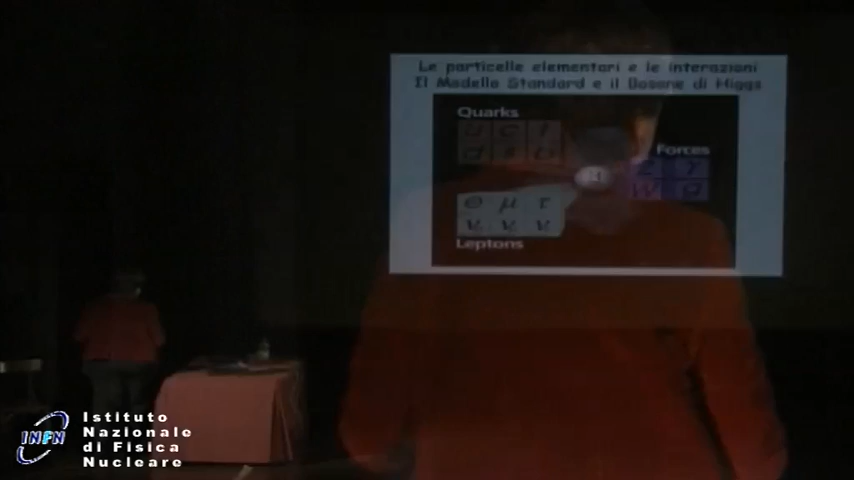 Le particelle elementari e le interazioni
Il Modello Standard e il Bosone di Higgs
Quarks
u c t
d s b
Forces
Z γ
W g
H
e μ τ
Leptons
INFN
Istituto
Nazionale
di Fisica
Nucleare